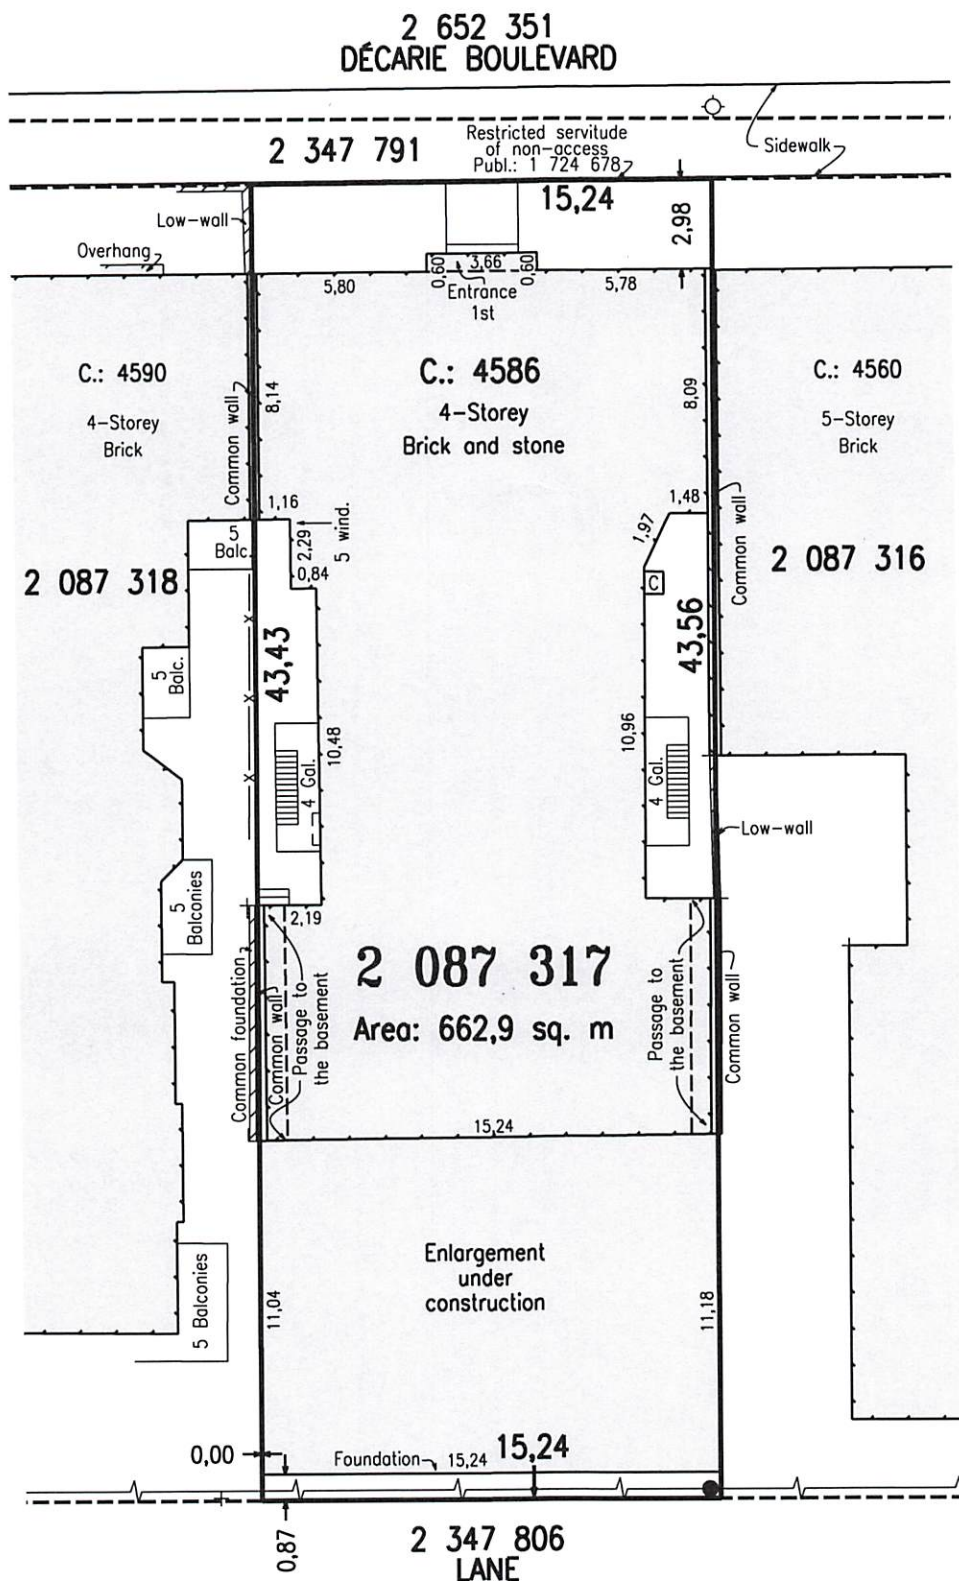 2 652 351
DÉCARIE BOULEVARD
2 347 791
Restricted servitude
of non-access
Publ.: 1 724 678
Sidewalk
15,24
2,98
Low-wall
Overhang
0,60
3,66
0,60
5,80
Entrance
1st
5,78
C.: 4590
4-Storey
Brick
Common wall
8,14
C.: 4586
4-Storey
Brick and stone
8,09
C.: 4560
5-Storey
Brick
Common wall
1,16
5
Balc.
2,29
5 wind.
0,84
1,48
1,97
C
2 087 318
2 087 316
43,43
43,56
5
Balc.
10,48
4 Gal.
10,96
4 Gal.
Low-wall
5
Balconies
2,19
Common foundation
Common wall
Passage to
the basement
2 087 317
Area: 662,9 sq. m
Passage to
the basement
Common wall
15,24
5 Balconies
11,04
Enlargement
under
construction
11,18
0,00
Foundation
15,24
15,24
0,87
2 347 806
LANE